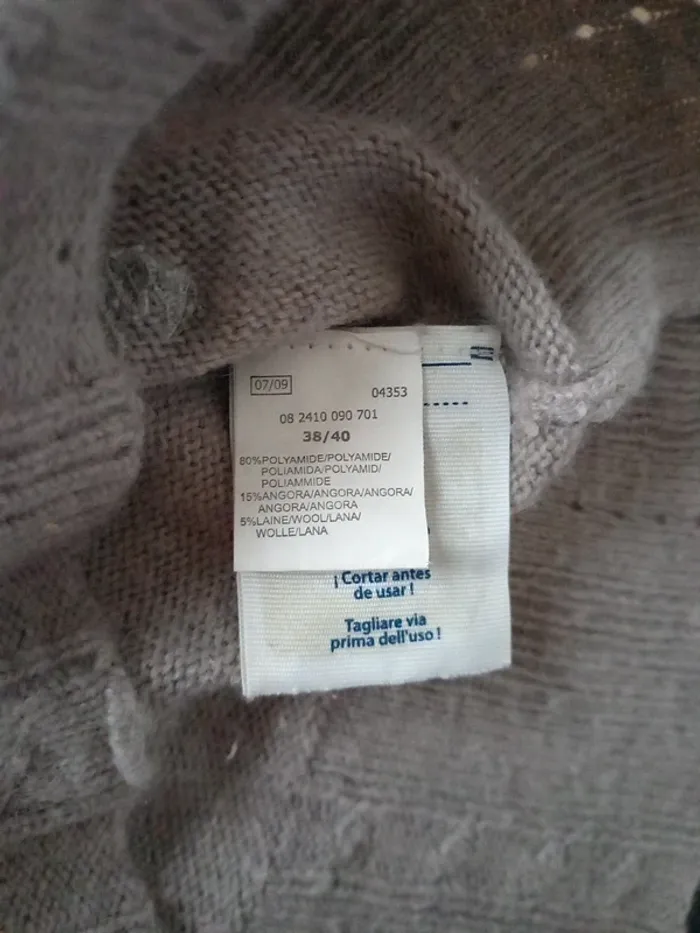 07/09
04353
08 2410 090 701
38/40
80%POLYAMIDE/POLYAMIDE/
POLIAMIDA/POLYAMID/
POLIAMMIDE
15%ANGORA/ANGORA/ANGORA/
ANGORA/ANGORA
5%LAINE/WOOL/LANA/
WOLLE/LANA
¡ Cortar antes
de usar !
Tagliare via
prima dell'uso !